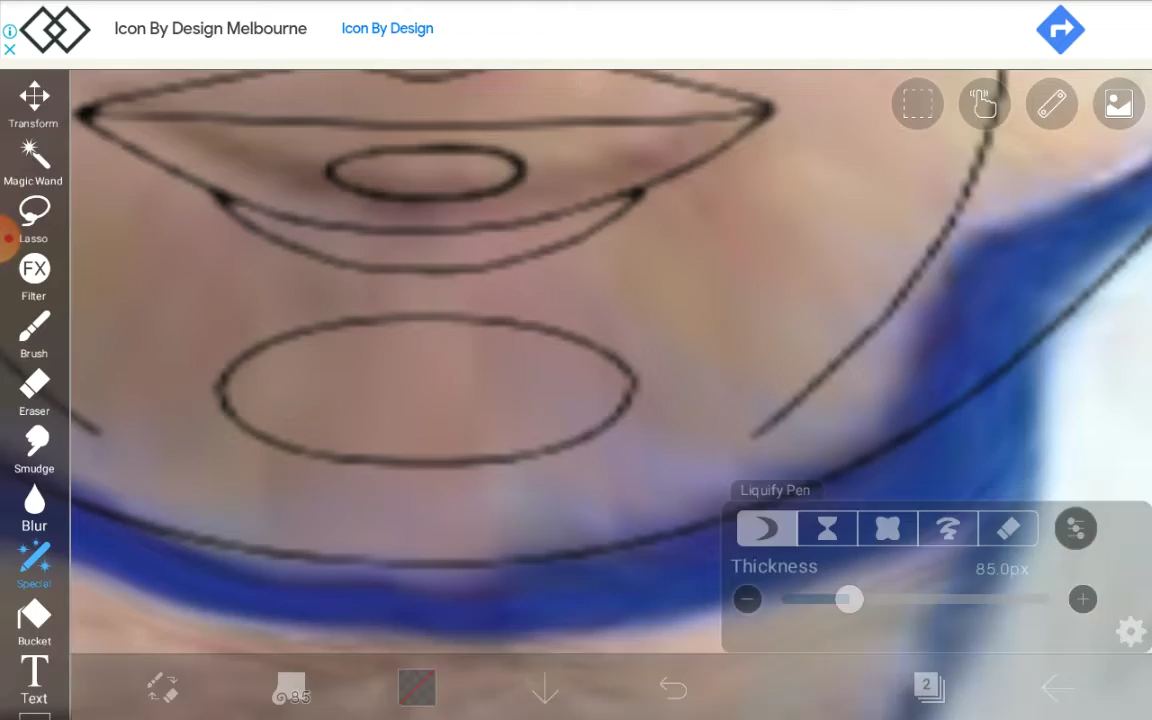 Icon By Design Melbourne
Icon By Design
Transform
Magic Wand
Lasso
FX
Filter
Brush
Eraser
Smudge
Blur
Special
Bucket
T
Text
Liquify Pen
Thickness
85.0px
85
2